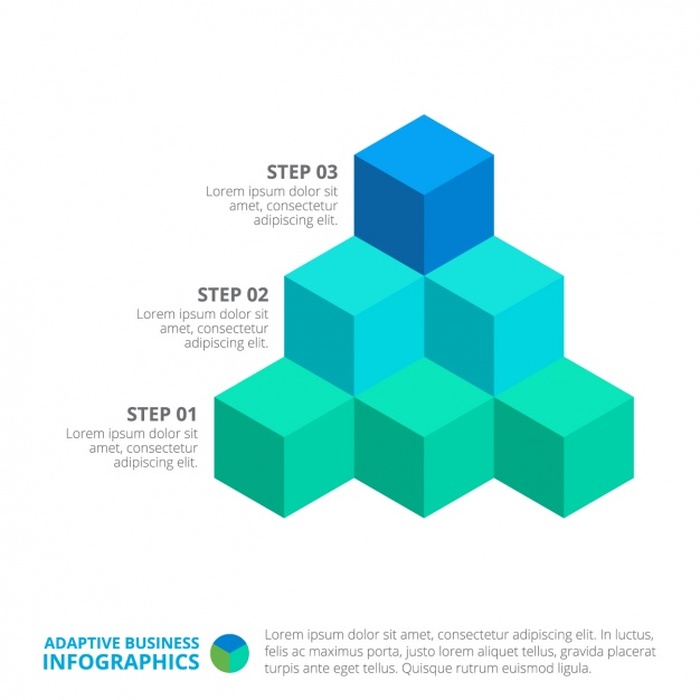 STEP 03
Lorem ipsum dolor sit
amet, consectetur
adipiscing elit.
STEP 02
Lorem ipsum dolor sit
amet, consectetur
adipiscing elit.
STEP 01
Lorem ipsum dolor sit
amet, consectetur
adipiscing elit.
ADAPTIVE BUSINESS
INFOGRAPHICS
Lorem ipsum dolor sit amet, consectetur adipiscing elit. In luctus,
felis ac maximus porta, justo lorem aliquet tellus, gravida placerat
turpis ante et tellus. Quisque rutrum euismod ligula.